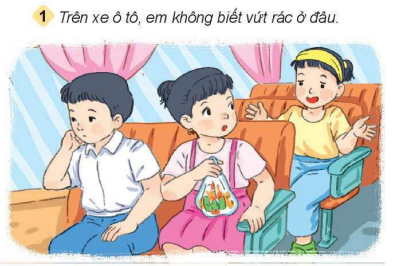 1 Trên xe ô tô, em không biết vứt rác ở đâu.